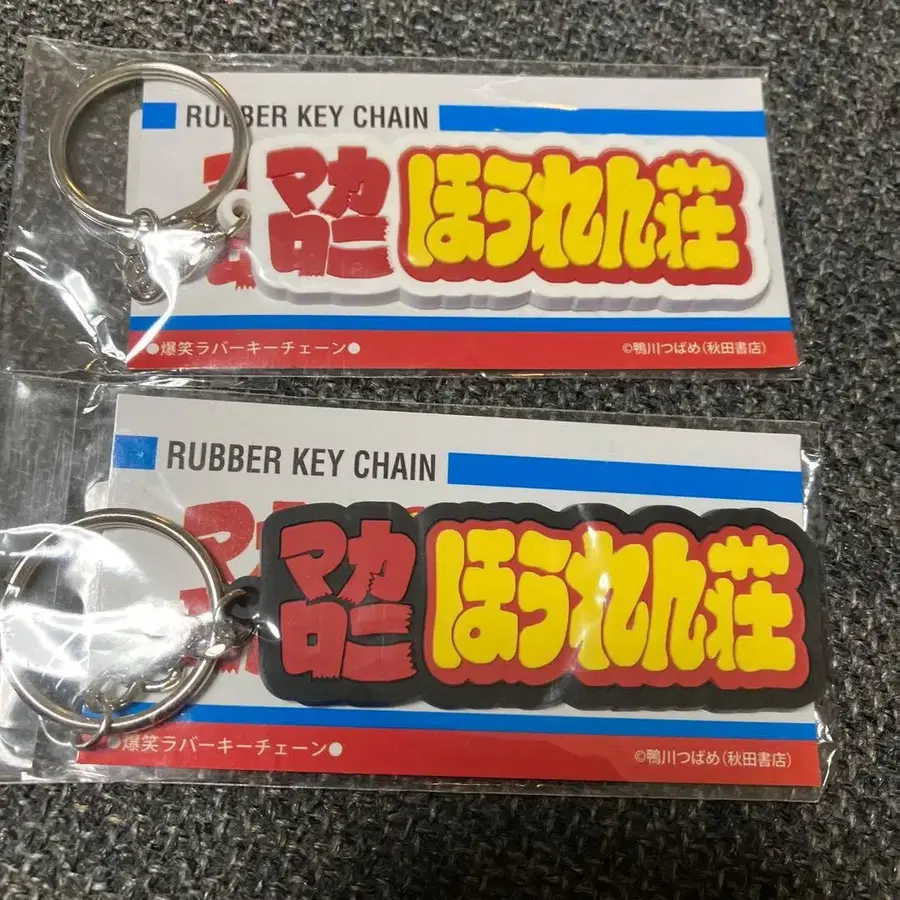 RUBBER KEY CHAIN
マカ
ロニ
ほうれん荘
●爆笑ラバーキーチェーン●
©鴨川つばめ(秋田書店)
RUBBER KEY CHAIN
マカ
ロニ
ほうれん荘
●爆笑ラバーキーチェーン●
©鴨川つばめ(秋田書店)